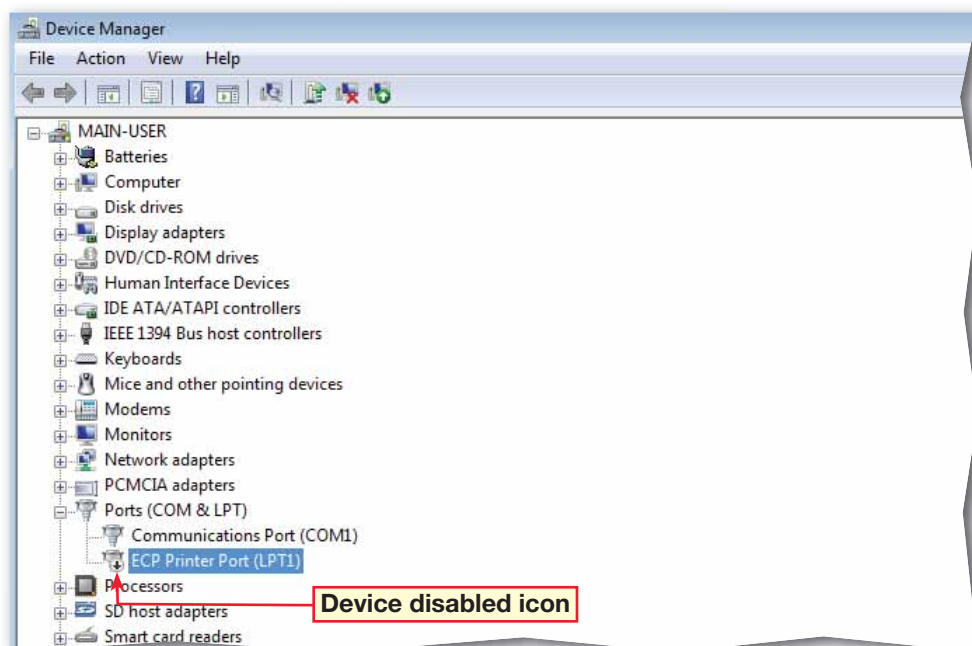 Device Manager
File Action View Help
MAIN-USER
Batteries
Computer
Disk drives
Display adapters
DVD/CD-ROM drives
Human Interface Devices
IDE ATA/ATAPI controllers
IEEE 1394 Bus host controllers
Keyboards
Mice and other pointing devices
Modems
Monitors
Network adapters
PCMCIA adapters
Ports (COM & LPT)
Communications Port (COM1)
ECP Printer Port (LPT1)
Processors
Device disabled icon
SD host adapters
Smart card readers